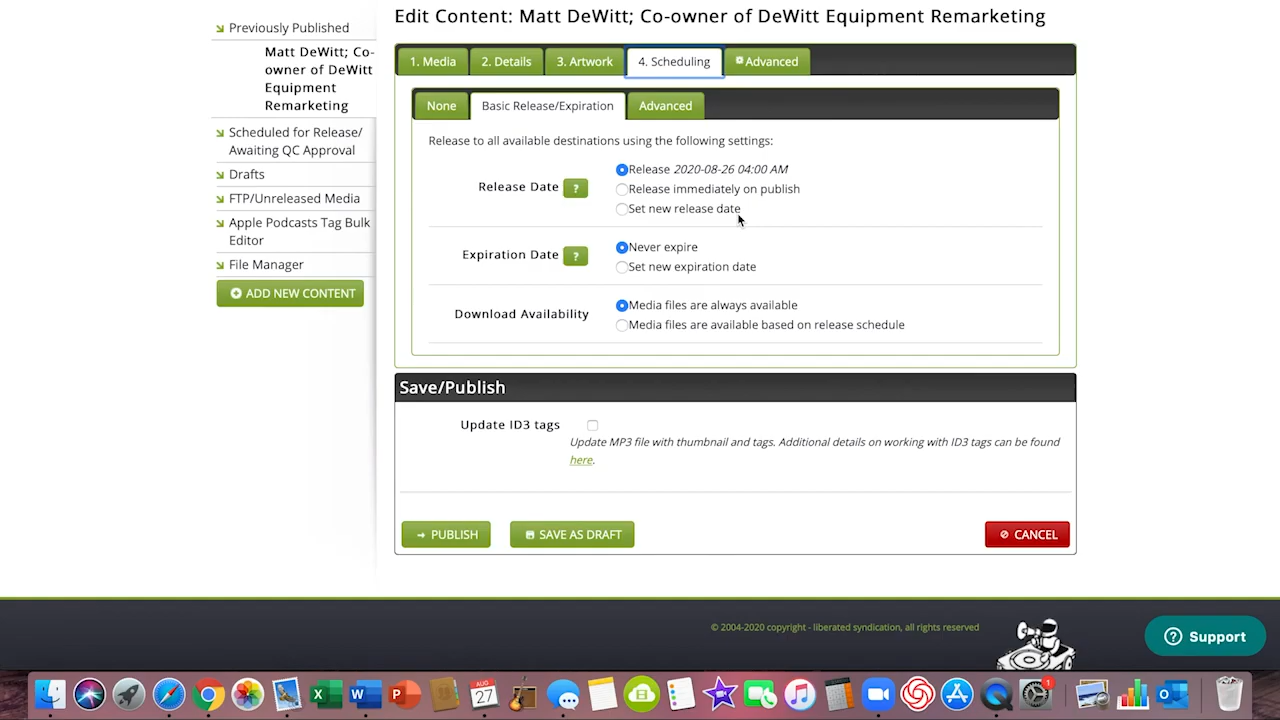 Edit Content: Matt DeWitt; Co-owner of DeWitt Equipment Remarketing
Previously Published
Matt DeWitt; Co-
owner of DeWitt
Equipment
Remarketing
Scheduled for Release/
Awaiting QC Approval
Drafts
FTP/Unreleased Media
Apple Podcasts Tag Bulk
Editor
File Manager
ADD NEW CONTENT
1. Media
2. Details
3. Artwork
4. Scheduling
Advanced
None
Basic Release/Expiration
Advanced
Release to all available destinations using the following settings:
Release Date ?
Release 2020-08-26 04:00 AM
Release immediately on publish
Set new release date
Expiration Date ?
Never expire
Set new expiration date
Download Availability
Media files are always available
Media files are available based on release schedule
Save/Publish
Update ID3 tags
Update MP3 file with thumbnail and tags. Additional details on working with ID3 tags can be found
here.
PUBLISH
SAVE AS DRAFT
CANCEL
© 2004-2020 copyright - liberated syndication, all rights reserved
? Support
X
W
P
AUG
27
1